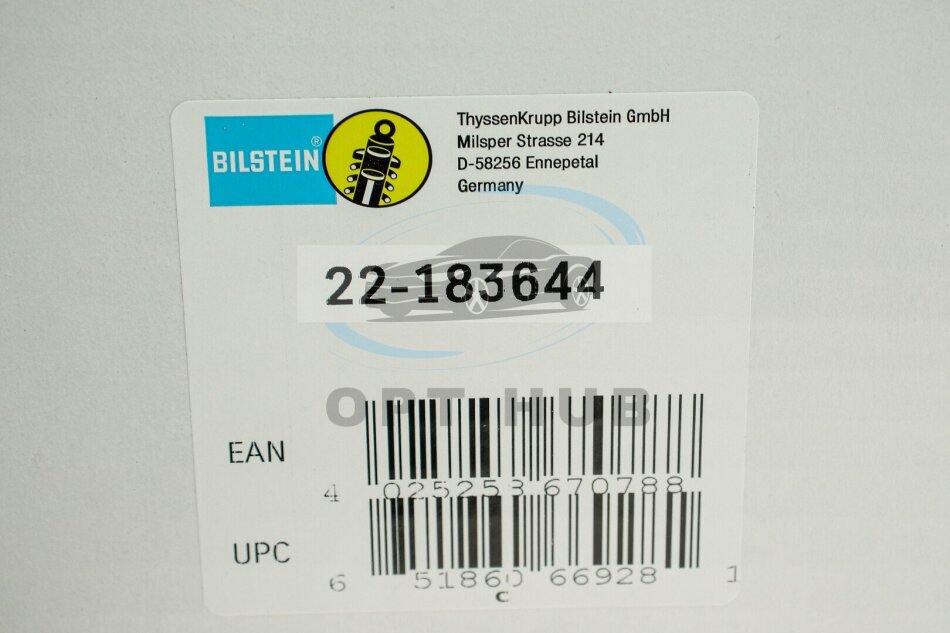 BILSTEIN®
ThyssenKrupp Bilstein GmbH
Milsper Strasse 214
D-58256 Ennepetal
Germany
22-183644
OPT HUB
EAN
4 025253 670788
UPC
6 51860 66928 1
c